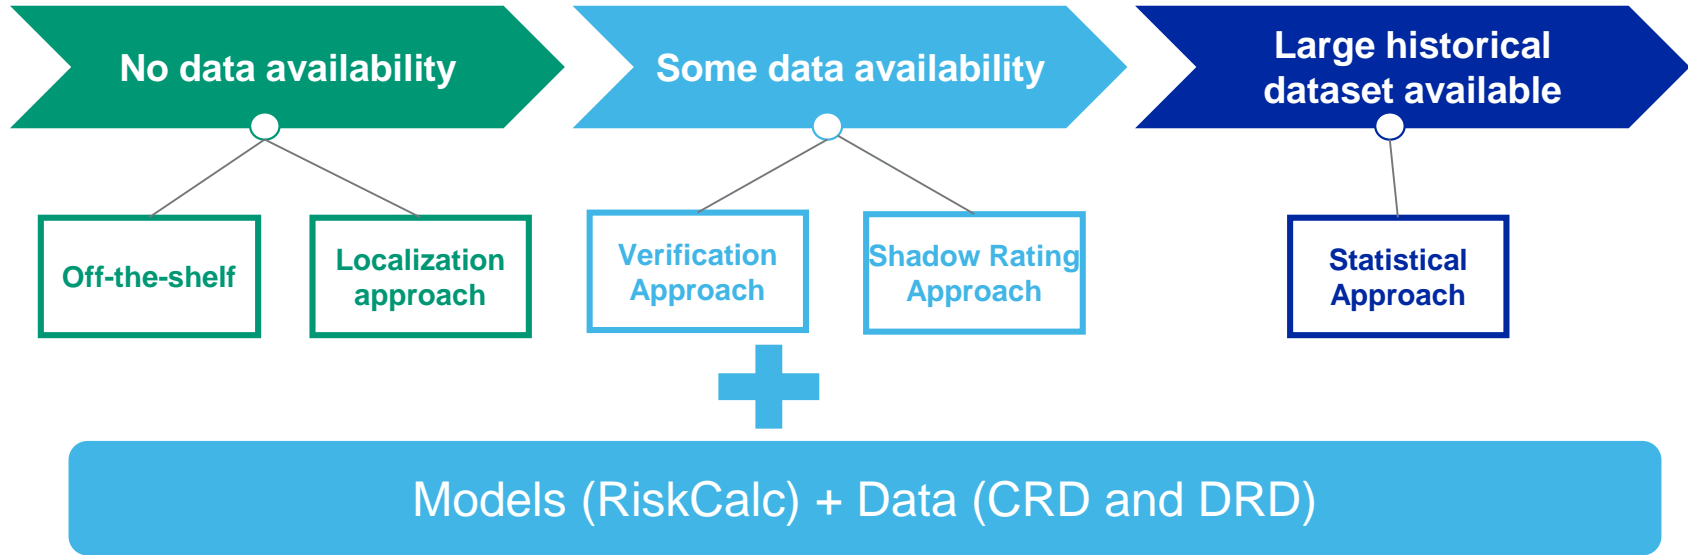 No data availability
Some data availability
Large historical
dataset available
Off-the-shelf
Localization
approach
Verification
Approach
Shadow Rating
Approach
Statistical
Approach
Models (RiskCalc) + Data (CRD and DRD)